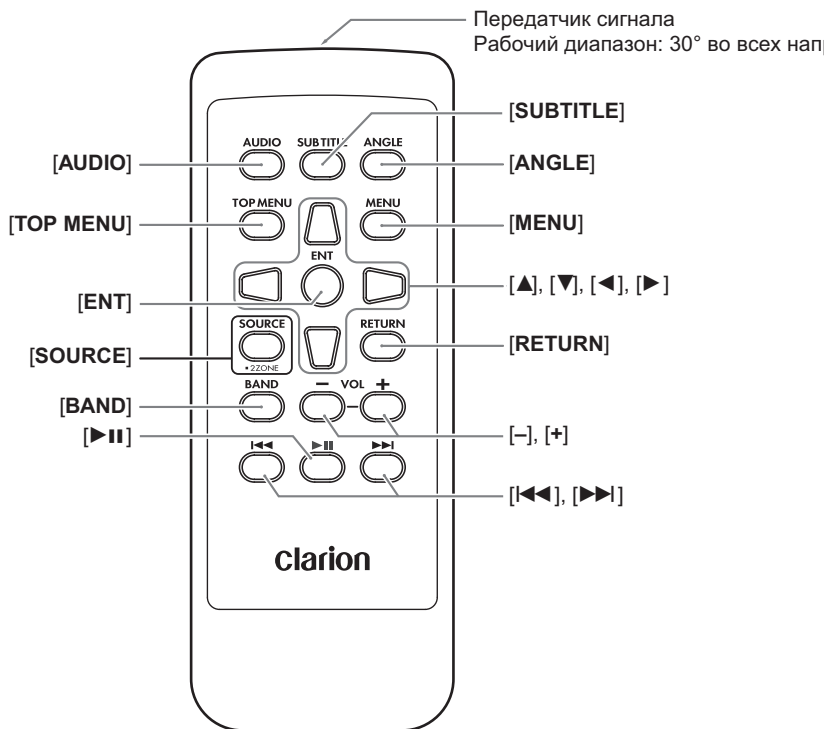 Передатчик сигнала
Рабочий диапазон: 30° во всех
[SUBTITLE]
[AUDIO]
[ANGLE]
[TOP MENU]
[MENU]
[▲], [▼], [◀], [▶]
[ENT]
[SOURCE]
[RETURN]
[BAND]
[▶II]
[–], [+]
[I◀◀], [▶▶I]
AUDIO SUBTITLE ANGLE
TOP MENU MENU
ENT
SOURCE RETURN
•2ZONE
BAND − VOL +
I◀◀ ▶II ▶▶I
clarion